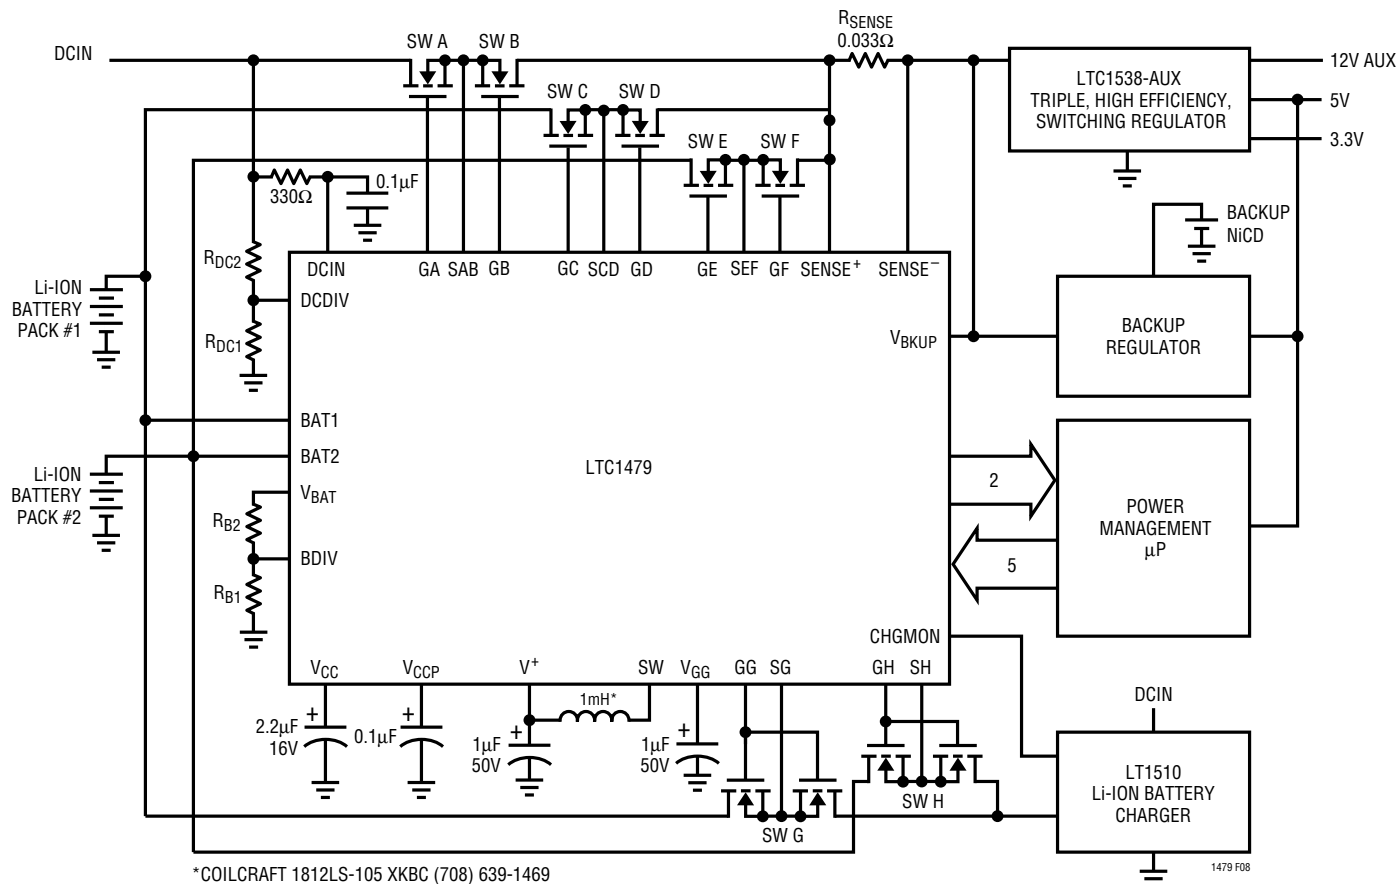 DCIN
SW A
SW B
RSENSE
0.033Ω
SW C
SW D
SW E
SW F
LTC1538-AUX
TRIPLE, HIGH EFFICIENCY,
SWITCHING REGULATOR
12V AUX
5V
3.3V
330Ω
0.1µF
BACKUP
NiCD
RDC2
RDC1
Li-ION
BATTERY
PACK #1
DCIN
GA
SAB
GB
GC
SCD
GD
GE
SEF
GF
SENSE+
SENSE−
DCDIV
VBKUP
BACKUP
REGULATOR
BAT1
BAT2
VBAT
BDIV
LTC1479
Li-ION
BATTERY
PACK #2
RB2
RB1
2
5
POWER
MANAGEMENT
µP
CHGMON
VCC
VCCP
V+
SW
VGG
GG
SG
GH
SH
+
2.2µF
16V
+
0.1µF
1mH*
+
1µF
50V
+
1µF
50V
SW G
SW H
DCIN
LT1510
Li-ION BATTERY
CHARGER
1479 F08
*COILCRAFT 1812LS-105 XKBC (708) 639-1469